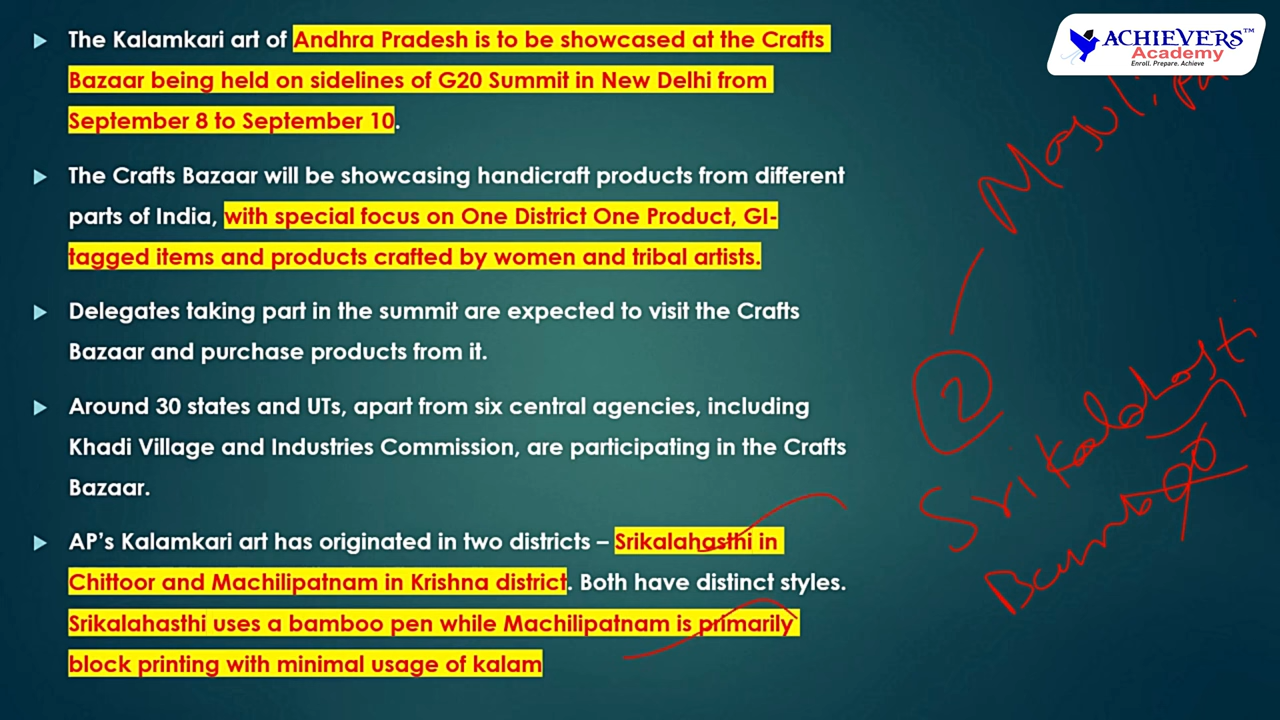 The Kalamkari art of Andhra Pradesh is to be showcased at the Crafts
Bazaar being held on sidelines of G20 Summit in New Delhi from
September 8 to September 10.
The Crafts Bazaar will be showcasing handicraft products from different
parts of India, with special focus on One District One Product, GI-
tagged items and products crafted by women and tribal artists.
Delegates taking part in the summit are expected to visit the Crafts
Bazaar and purchase products from it.
Around 30 states and UTs, apart from six central agencies, including
Khadi Village and Industries Commission, are participating in the Crafts
Bazaar.
AP's Kalamkari art has originated in two districts – Srikalahasthi in
Chittoor and Machilipatnam in Krishna district. Both have distinct styles.
Srikalahasthi uses a bamboo pen while Machilipatnam is primarily
block printing with minimal usage of kalam
ACHIEVERS™
Academy
Enroll. Prepare. Achieve
2